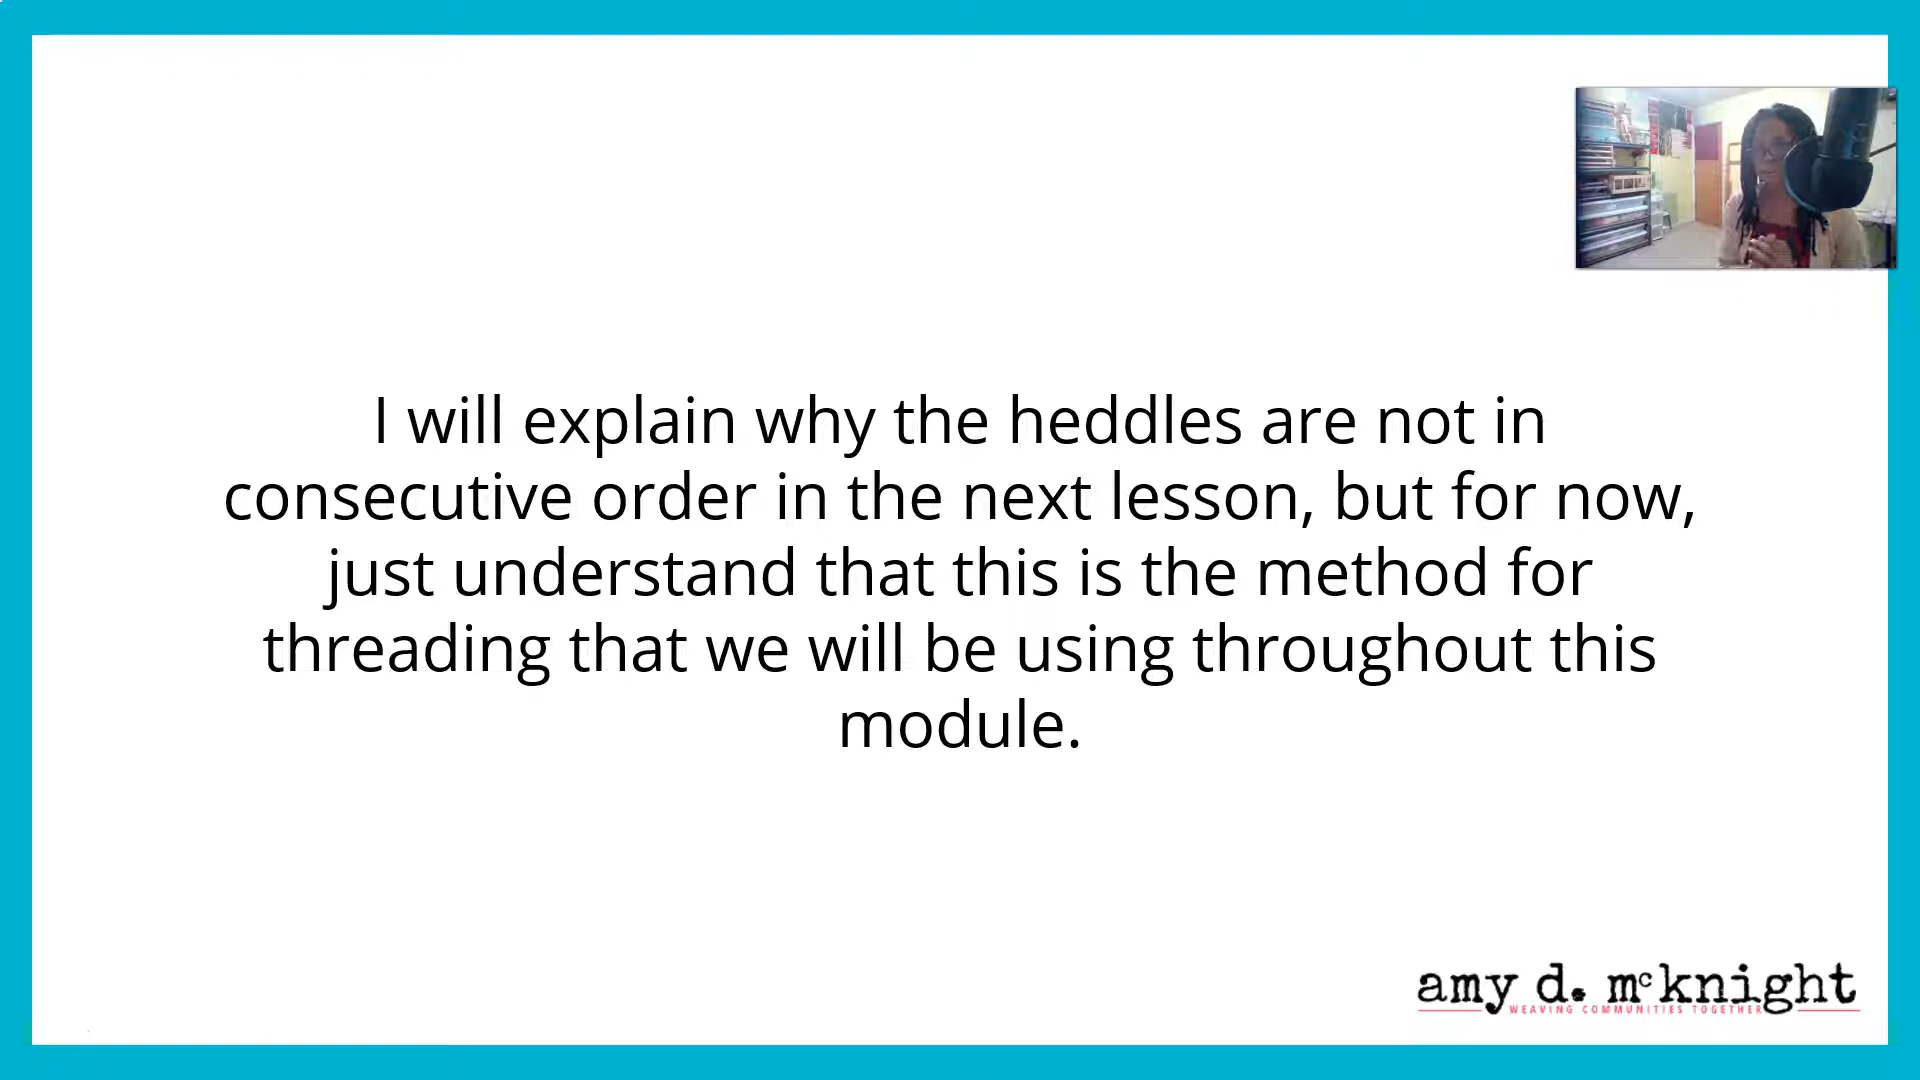 I will explain why the heddles are not in
consecutive order in the next lesson, but for now,
just understand that this is the method for
threading that we will be using throughout this
module.
amy d. mcknight
WEAVING COMMUNITIES TOGETHER